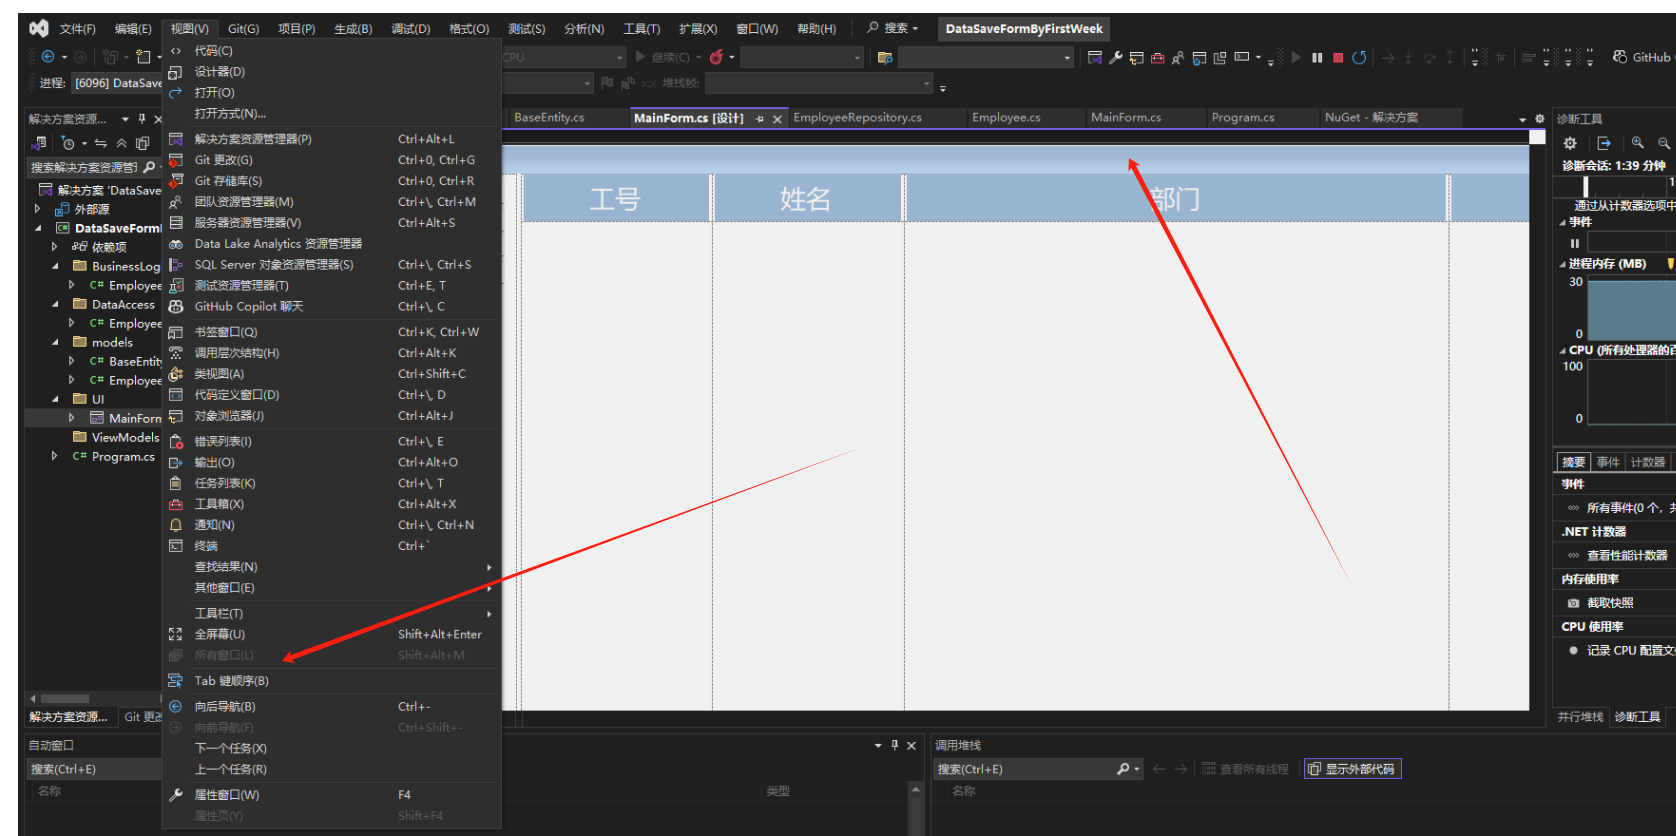 文件(F) 编辑(E) 视图(V) Git(G) 项目(P) 生成(B) 调试(D) 格式(O) 测试(S) 分析(N) 工具(T) 扩展(X) 窗口(W) 帮助(H) 搜索 DataSaveFormByFirstWeek
CPU 继续(C) GitHub
进程: [6096] DataSave 堆栈帧:
解决方案资源... BaseEntity.cs MainForm.cs [设计] EmployeeRepository.cs Employee.cs MainForm.cs Program.cs NuGet - 解决方案 诊断工具
搜索解决方案资源管
解决方案 'DataSave
外部源
DataSaveForm
依赖项
BusinessLog
C# Employee
DataAccess
C# Employee
models
C# BaseEntit
C# Employee
UI
MainForm
ViewModels
C# Program.cs
解决方案资源... Git 更改
代码(C)
设计器(D)
打开(O)
打开方式(N)...
解决方案资源管理器(P) Ctrl+Alt+L
Git 更改(G) Ctrl+0, Ctrl+G
Git 存储库(S) Ctrl+0, Ctrl+R
团队资源管理器(M) Ctrl+\, Ctrl+M
服务器资源管理器(V) Ctrl+Alt+S
Data Lake Analytics 资源管理器
SQL Server 对象资源管理器(S) Ctrl+\, Ctrl+S
测试资源管理器(T) Ctrl+E, T
GitHub Copilot 聊天 Ctrl+\, C
书签窗口(Q) Ctrl+K, Ctrl+W
调用层次结构(H) Ctrl+Alt+K
类视图(A) Ctrl+Shift+C
代码定义窗口(D) Ctrl+\, D
对象浏览器(J) Ctrl+Alt+J
错误列表(I) Ctrl+\, E
输出(O) Ctrl+Alt+O
任务列表(K) Ctrl+\, T
工具箱(X) Ctrl+Alt+X
通知(N) Ctrl+\, Ctrl+N
终端 Ctrl+`
查找结果(N)
其他窗口(E)
工具栏(T)
全屏幕(U) Shift+Alt+Enter
所有窗口(L) Shift+Alt+M
Tab 键顺序(B)
向后导航(B) Ctrl+-
向前导航(F) Ctrl+Shift+-
下一个任务(X)
上一个任务(R)
属性窗口(W) F4
属性页(Y) Shift+F4
工号 姓名 部门
诊断会话: 1:39 分钟
通过从计数器选项中
事件
进程内存 (MB)
30
0
CPU (所有处理器的百
100
0
摘要 事件 计数器
事件
所有事件(0 个，共
.NET 计数器
查看性能计数器
内存使用率
截取快照
CPU 使用率
记录 CPU 配置文
并行堆栈 诊断工具
自动窗口
搜索(Ctrl+E)
名称 类型
调用堆栈
搜索(Ctrl+E) 查看所有线程 显示外部代码
名称